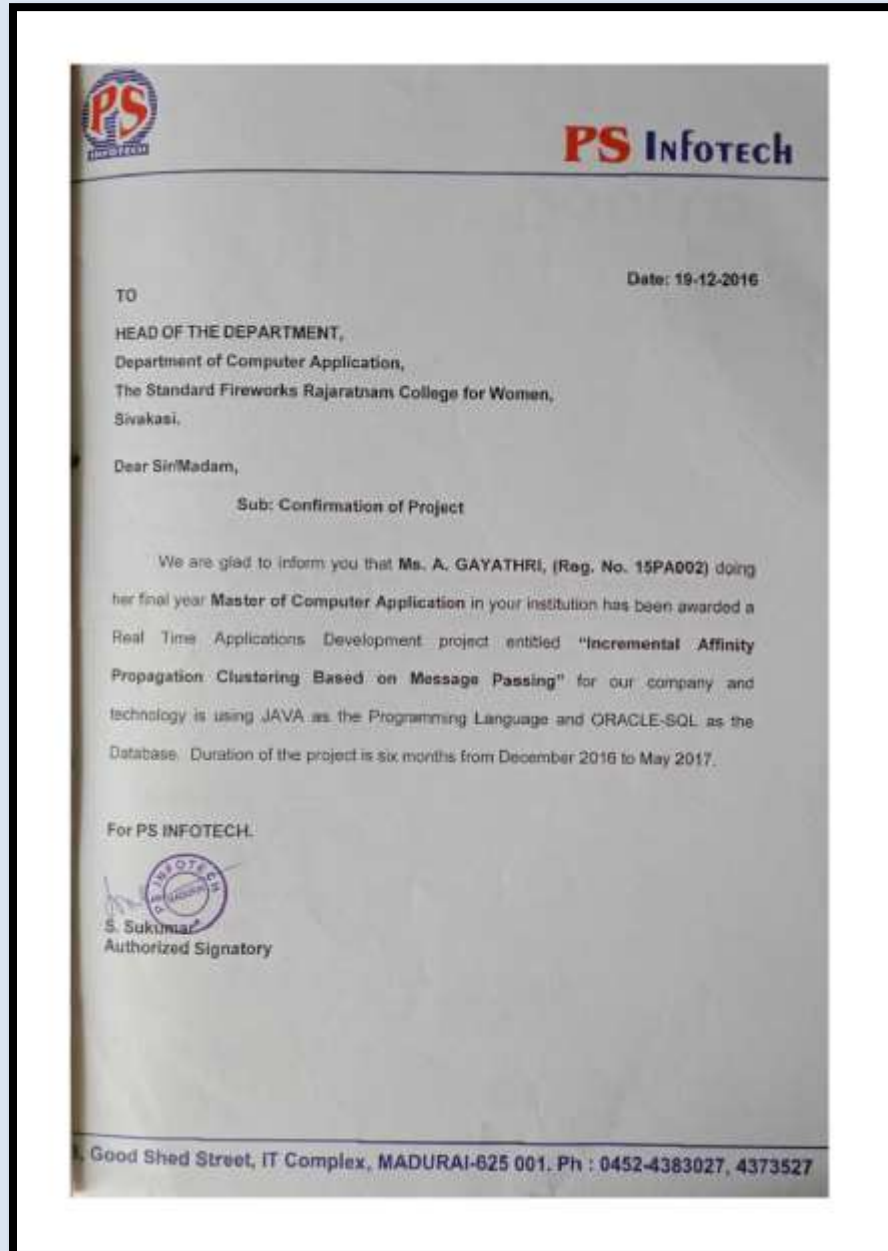 PS
INFOTECH
PS INFOTECH
Date: 19-12-2016
TO
HEAD OF THE DEPARTMENT,
Department of Computer Application,
The Standard Fireworks Rajaratnam College for Women,
Sivakasi.
Dear Sir/Madam,
Sub: Confirmation of Project
We are glad to inform you that Ms. A. GAYATHRI, (Reg. No. 15PA002) doing
her final year Master of Computer Application in your institution has been awarded a
Real Time Applications Development project entitled "Incremental Affinity
Propagation Clustering Based on Message Passing" for our company and
technology is using JAVA as the Programming Language and ORACLE-SQL as the
Database. Duration of the project is six months from December 2016 to May 2017.
For PS INFOTECH.
PS INFOTECH
MADURAI
S. Sukumar
Authorized Signatory
Good Shed Street, IT Complex, MADURAI-625 001. Ph : 0452-4383027, 4373527